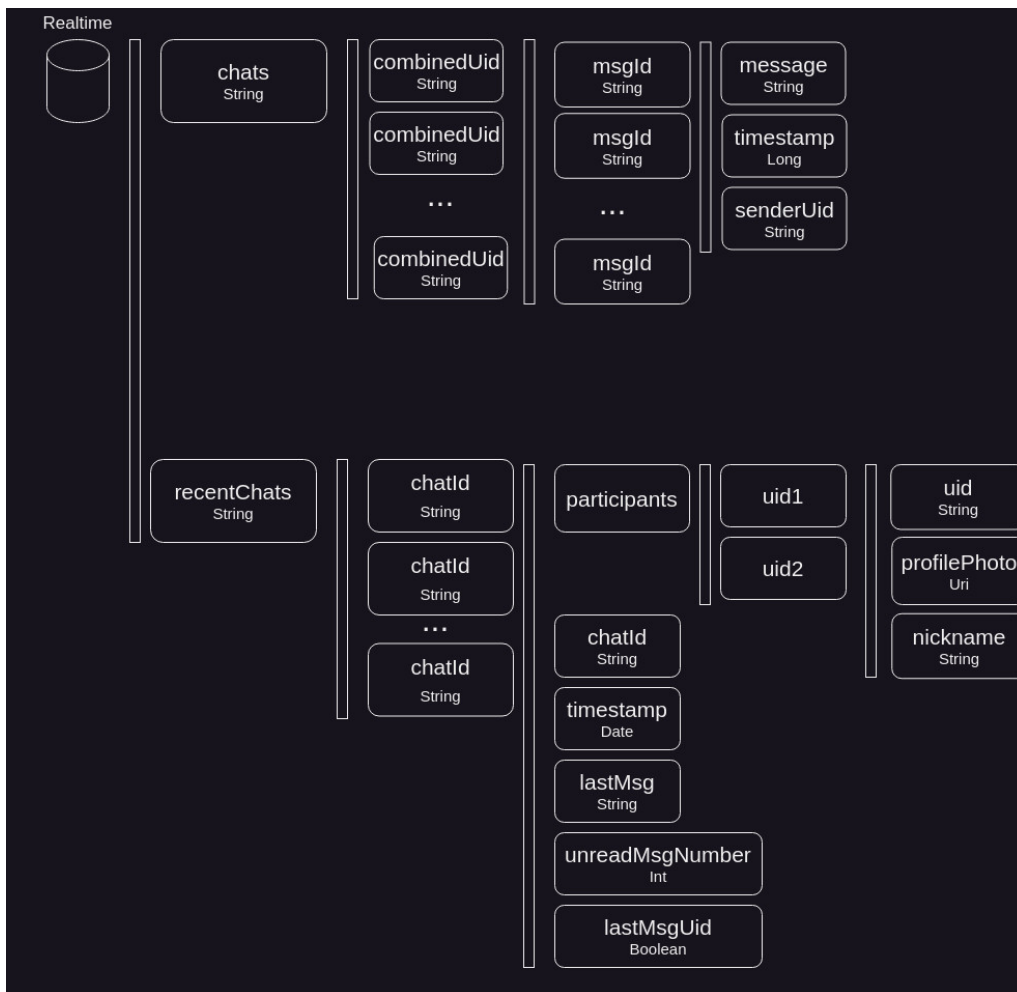 Realtime
chats
String
combinedUid
String
combinedUid
String
...
combinedUid
String
msgId
String
msgId
String
...
msgId
String
message
String
timestamp
Long
senderUid
String
recentChats
String
chatId
String
chatId
String
...
chatId
String
participants
uid1
uid2
uid
String
profilePhoto
Uri
nickname
String
chatId
String
timestamp
Date
lastMsg
String
unreadMsgNumber
Int
lastMsgUid
Boolean